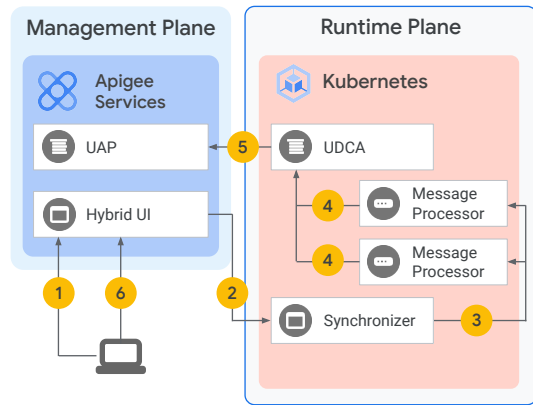 Management Plane
Runtime Plane
Apigee
Services
Kubernetes
UAP
5
UDCA
Hybrid UI
4
Message
Processor
4
Message
Processor
1
6
2
Synchronizer
3